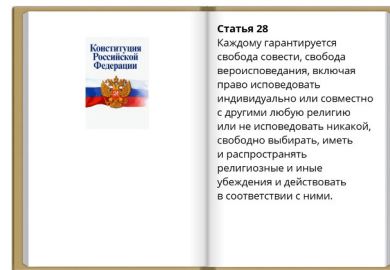 Конституция
Российской
Федерации
Статья 28
Каждому гарантируется
свобода совести, свобода
вероисповедания, включая
право исповедовать
индивидуально или совместно
с другими любую религию
или не исповедовать никакой,
свободно выбирать, иметь
и распространять
религиозные и иные
убеждения и действовать
в соответствии с ними.